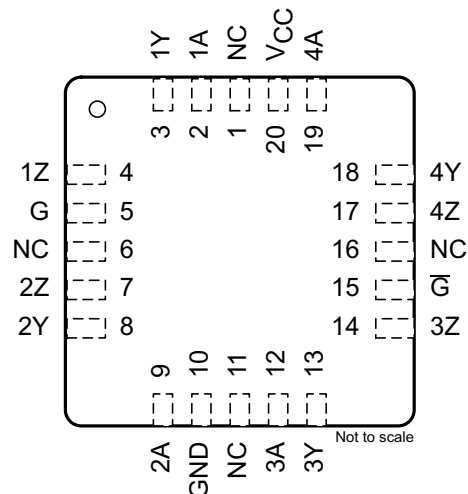 1Y 1A NC VCC 4A
3 2 1 20 19
1Z 4 18 4Y
G 5 17 4Z
NC 6 16 NC
2Z 7 15 G̅
2Y 8 14 3Z
9 10 11 12 13
2A GND NC 3A 3Y
Not to scale